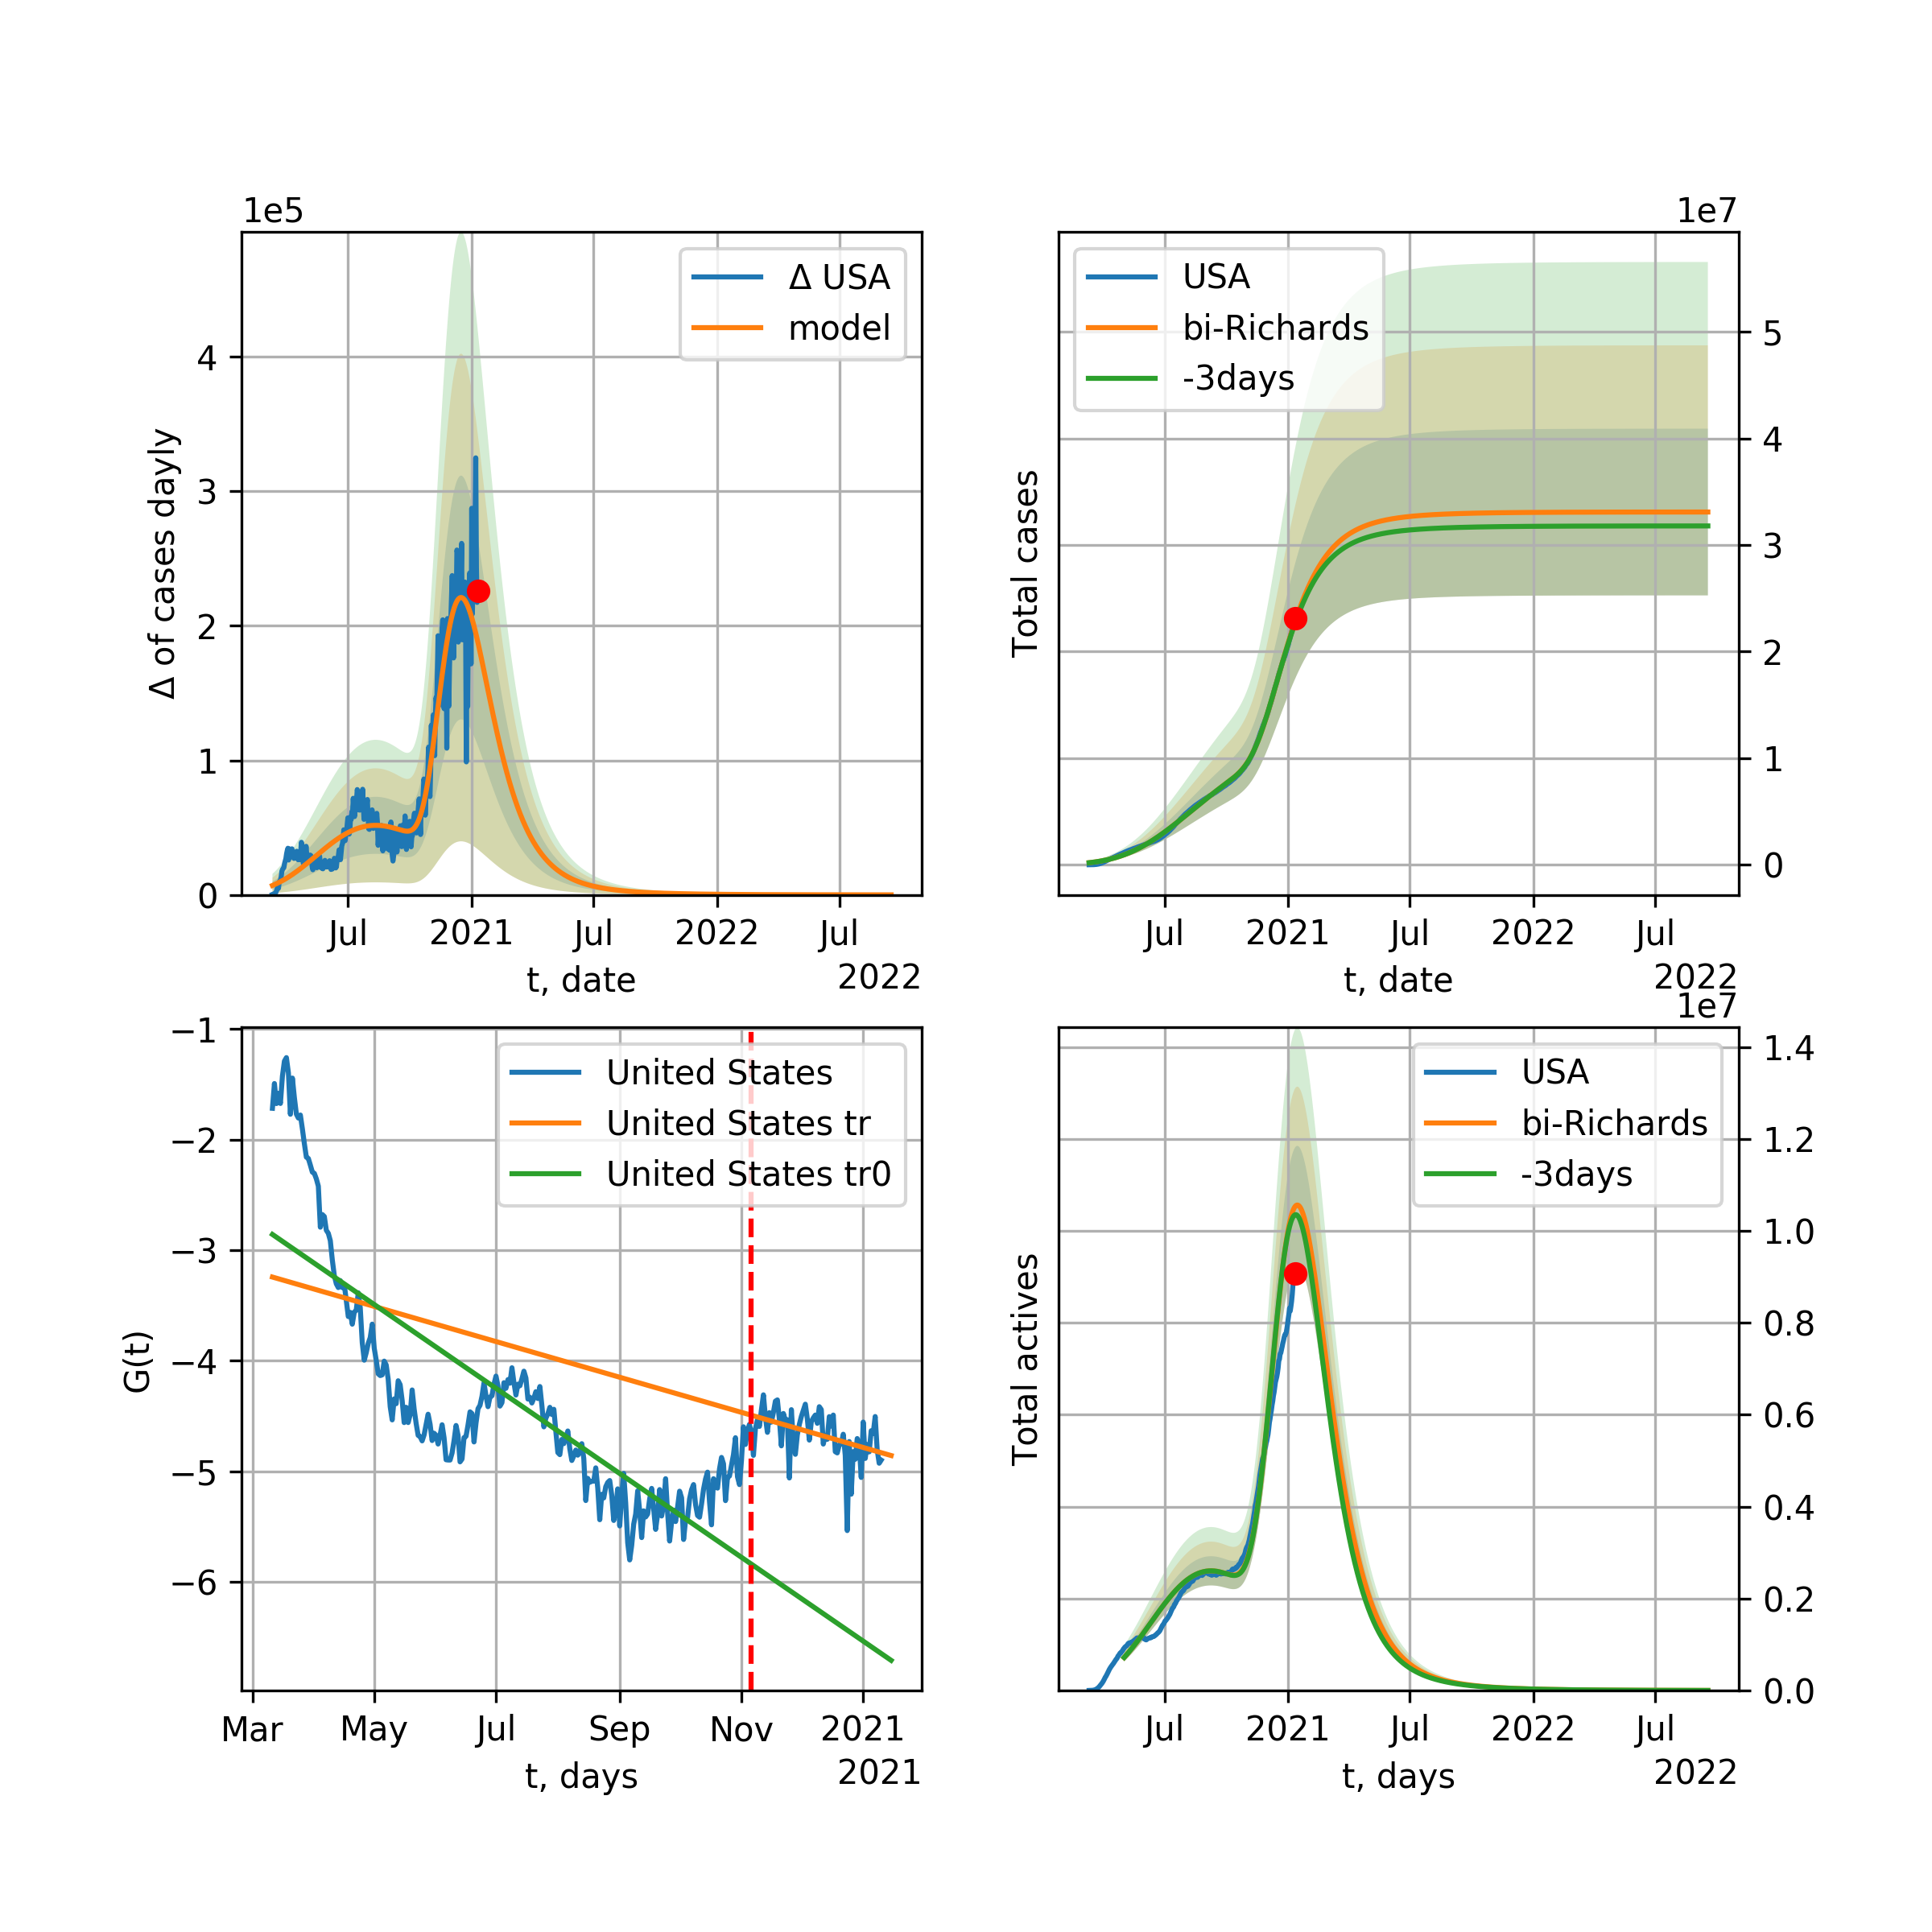 1e5
Δ of cases dayly
4
3
2
1
0
Δ USA
model
Jul
2021
Jul
2022
Jul
t, date
2022
1e7
Total cases
USA
bi-Richards
-3days
5
4
3
2
1
0
Jul
2021
Jul
2022
Jul
t, date
2022
G(t)
−1
−2
−3
−4
−5
−6
United States
United States tr
United States tr0
Mar
May
Jul
Sep
Nov
2021
t, days
2021
1e7
Total actives
USA
bi-Richards
-3days
1.4
1.2
1.0
0.8
0.6
0.4
0.2
0.0
Jul
2021
Jul
2022
Jul
t, days
2022